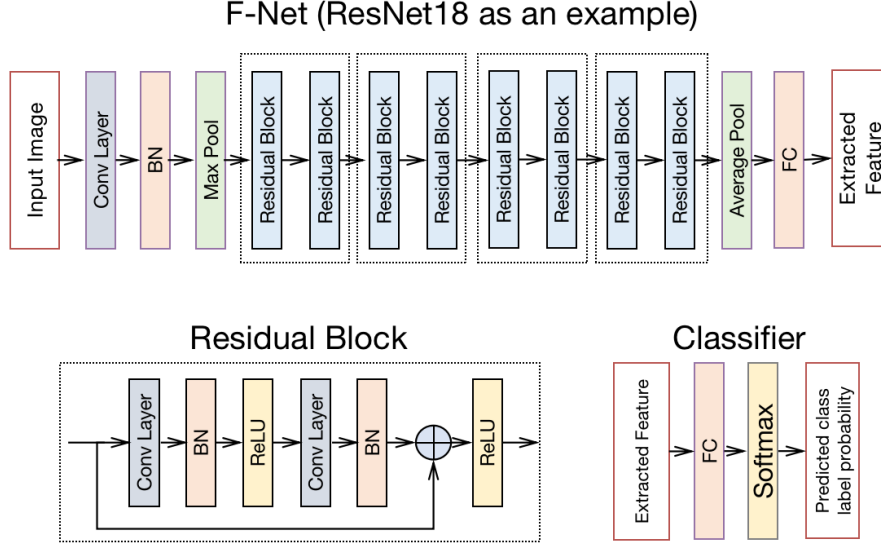 F-Net (ResNet18 as an example)
Input Image
Conv Layer
BN
Max Pool
Residual Block
Residual Block
Residual Block
Residual Block
Residual Block
Residual Block
Residual Block
Residual Block
Average Pool
FC
Extracted
Feature
Residual Block
Conv Layer
BN
ReLU
Conv Layer
BN
ReLU
Classifier
Extracted Feature
FC
Softmax
Predicted class
label probability